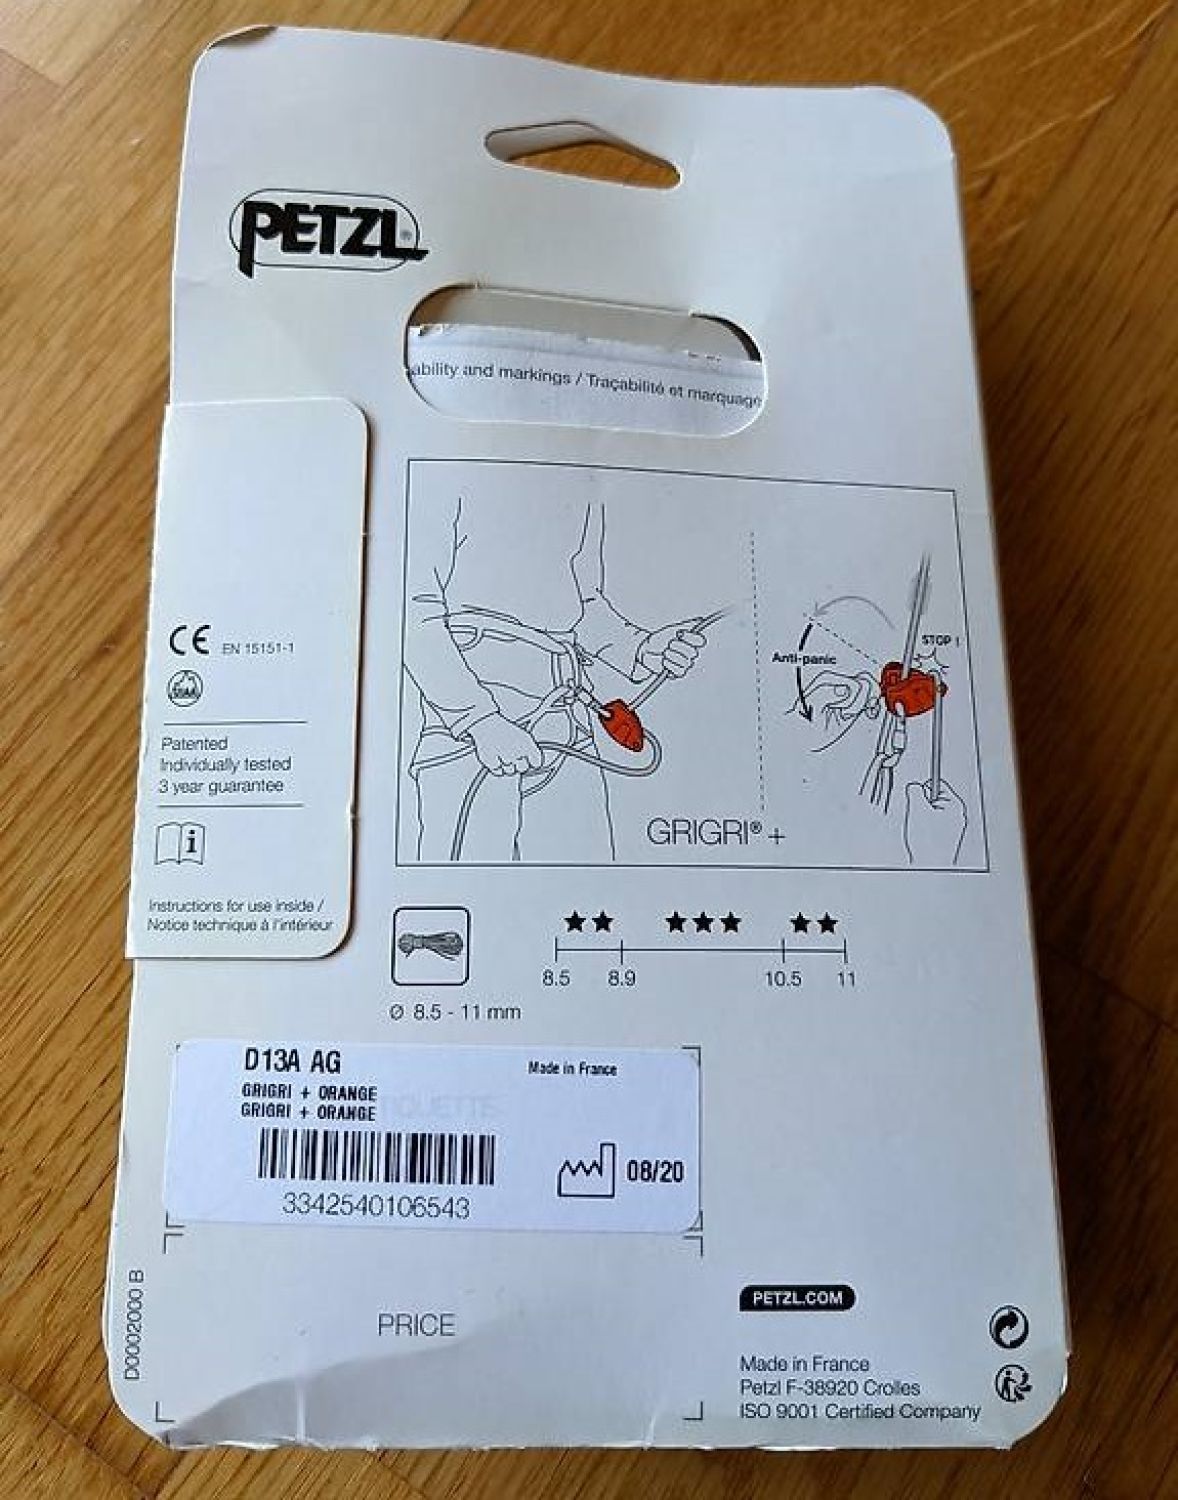 PETZL®
ability and markings / Traçabilité et marquage
CE EN 15151-1
UIAA
Patented
Individually tested
3 year guarantee
i
Instructions for use inside /
Notice technique à l'intérieur
STOP !
Anti-panic
GRIGRI® +
★★ ★★★ ★★
8.5 8.9 10.5 11
Ø 8.5 - 11 mm
D13A AG
Made in France
GRIGRI + ORANGE
GRIGRI + ORANGE
08/20
3342540106543
D0002000 B
PRICE
PETZL.COM
Made in France
Petzl F-38920 Crolles
ISO 9001 Certified Company